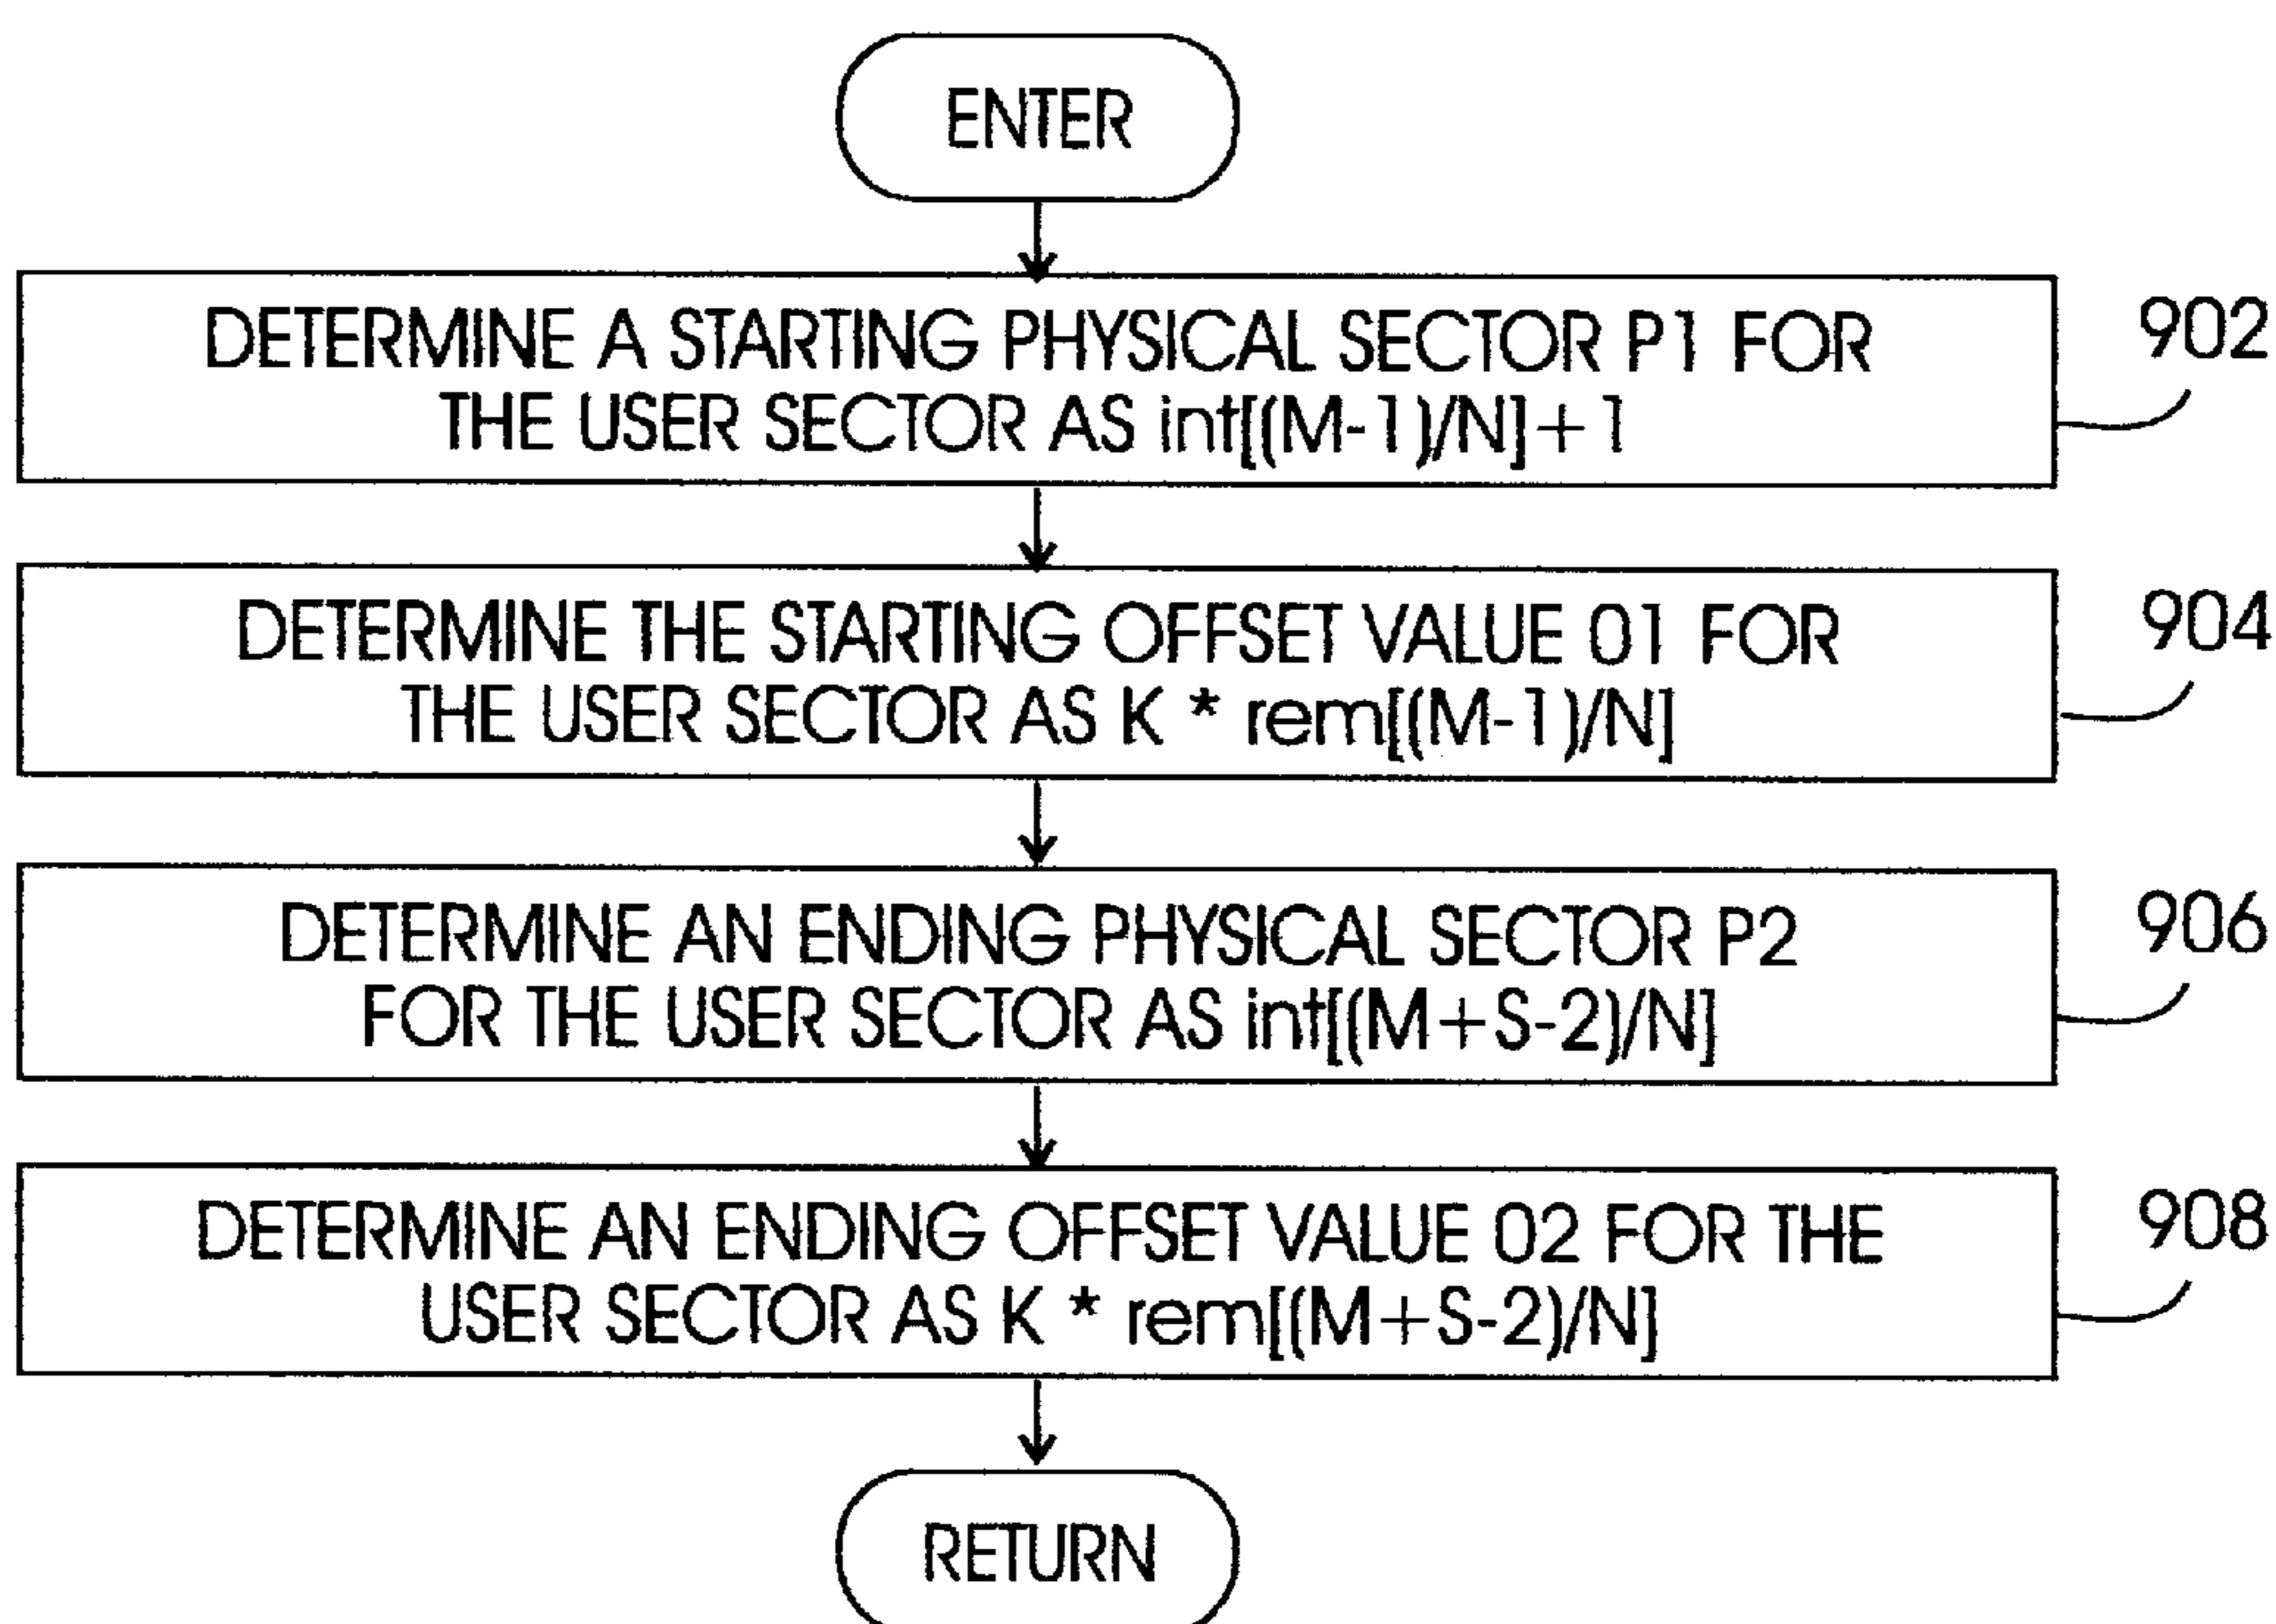 ENTER
DETERMINE A STARTING PHYSICAL SECTOR P1 FOR
THE USER SECTOR AS int[(M-1)/N]+1
902
DETERMINE THE STARTING OFFSET VALUE 01 FOR
THE USER SECTOR AS K * rem[(M-1)/N]
904
DETERMINE AN ENDING PHYSICAL SECTOR P2
FOR THE USER SECTOR AS int[(M+S-2)/N]
906
DETERMINE AN ENDING OFFSET VALUE 02 FOR THE
USER SECTOR AS K * rem[(M+S-2)/N]
908
RETURN